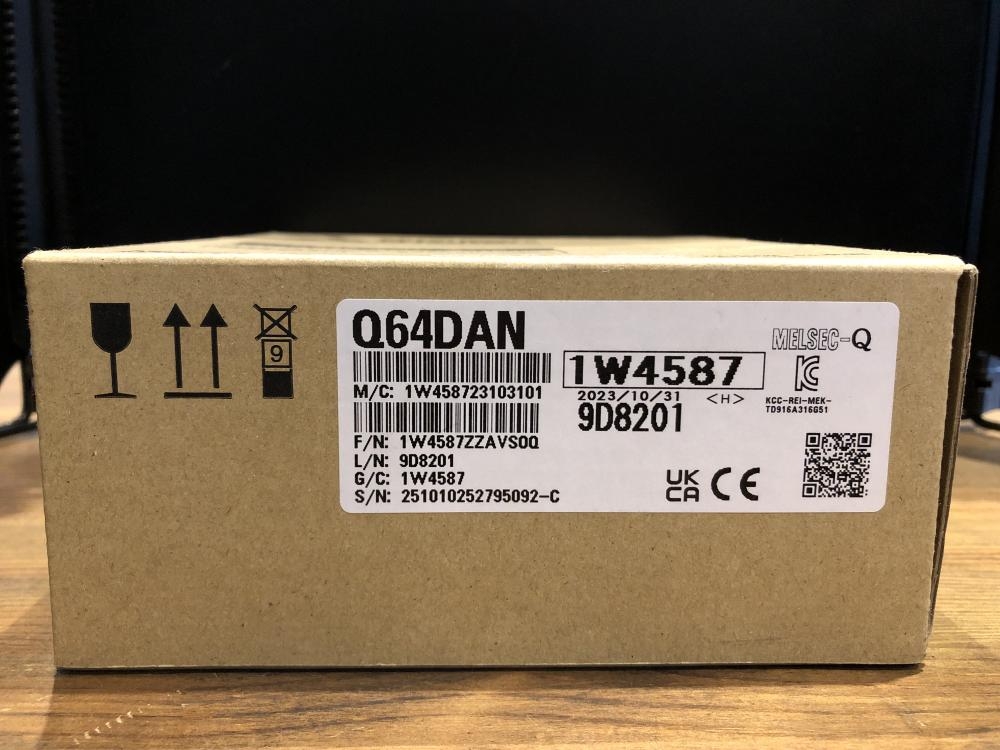 9
Q64DAN
MELSEC-Q
1W4587
M/C: 1W458723103101
2023/10/31 <H>
KCC-REI-MEK-
TD916A316G51
9D8201
F/N: 1W4587ZZAVS0Q
L/N: 9D8201
G/C: 1W4587
S/N: 251010252795092-C
UK
CA CE